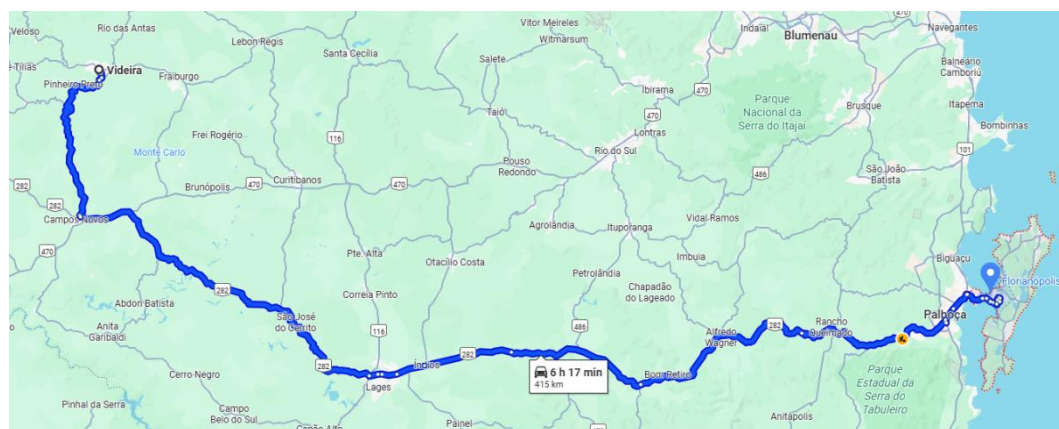 Vitor Meireles
Indaial
470
Navegantes
Veloso
Rio das Antas
Lebon Régis
Santa Cecília
Witmarsum
Blumenau
Balneário
Camboriú
Salete
Videira
Fraiburgo
Pinheiro Preto
Ibirama
470
Parque
Nacional da
Serra do Itajaí
Brusque
Itapema
Taió
Bombinhas
116
Lontras
Frei Rogério
470
Rio do Sul
101
Monte Carlo
Pouso
Redondo
486
São João
Batista
282
Brunópolis
470
Curitibanos
470
282
Campos Novos
Agrolândia
Ituporanga
Vidal Ramos
470
Pte. Alta
Otacílio Costa
Imbuia
Biguaçu
Petrolândia
Florianópolis
282
Correia Pinto
Chapadão
do Lageado
Abdon Batista
Palhoça
São José
do Cerrito
Anita
Garibaldi
116
486
Alfredo
Wagner
282
Rancho
Queimado
282
282
Índios
Lages
6 h 17 min
415 km
Bom Retiro
Cerro Negro
Parque
Estadual da
Serra do
Tabuleiro
Pinhal da Serra
Campo
Belo do Sul
Capão Alto
Painel
Anitápolis